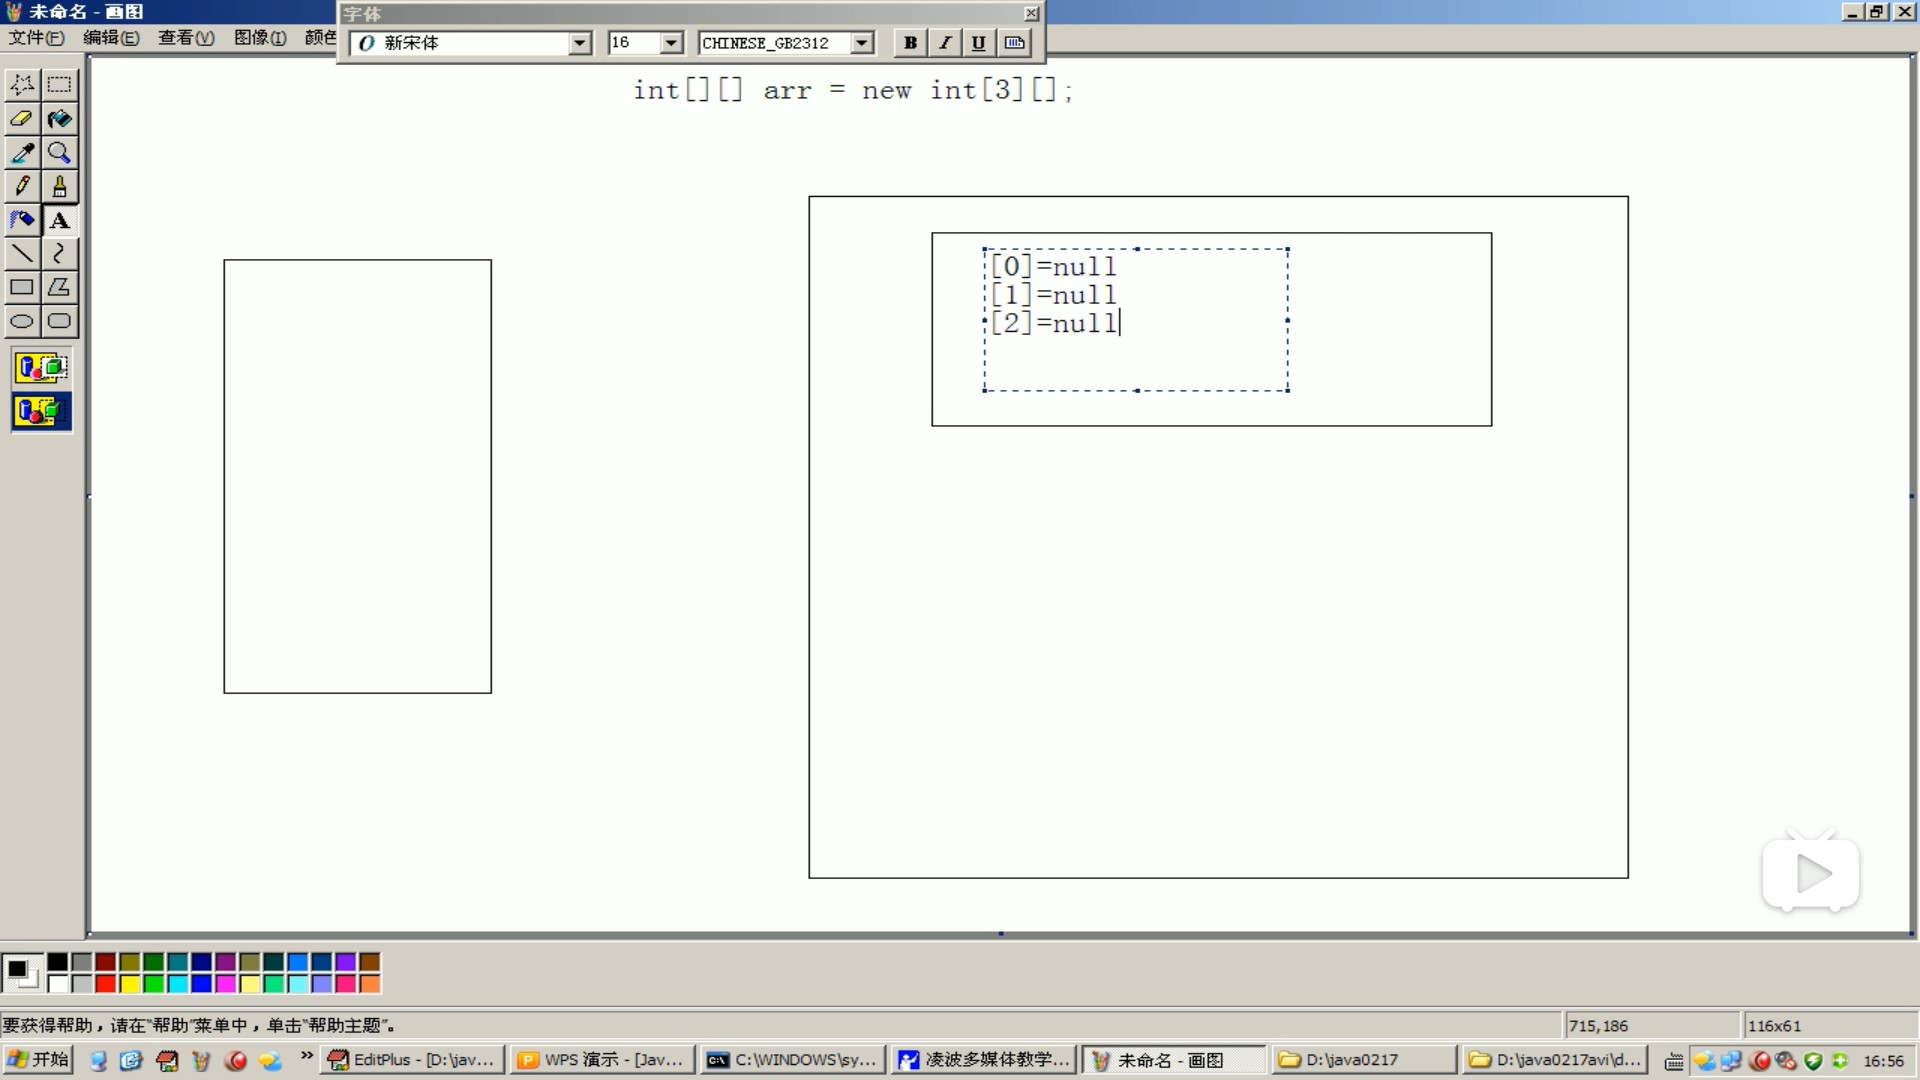 未命名 - 画图
字体
文件(F) 编辑(E) 查看(V) 图像(I) 颜色
新宋体 16 CHINESE_GB2312 B I U
int[][] arr = new int[3][];
A
[0]=null
[1]=null
[2]=null
要获得帮助，请在“帮助”菜单中，单击“帮助主题”。 715,186 116x61
开始 » EditPlus - [D:\jav... WPS 演示 - [Jav... C:\WINDOWS\sy... 凌波多媒体教学... 未命名 - 画图 D:\java0217 D:\java0217avi\d... 16:56